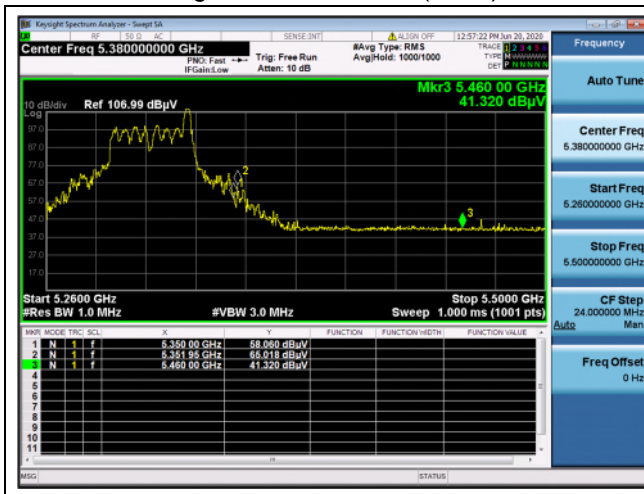 Keysight Spectrum Analyzer - Swept SA
RF 50 Ω AC SENSE:INT ALIGN OFF 12:57:22 PM Jun 20, 2020
Center Freq 5.380000000 GHz
PNO: Fast
IFGain:Low
Trig: Free Run
Atten: 10 dB
#Avg Type: RMS
Avg|Hold: 1000/1000
TRACE 1 2 3 4 5 6
TYPE
DET P N N N N N
Mkr3 5.460 00 GHz
41.320 dBµV
10 dB/div Ref 106.99 dBµV
Log
97.0
87.0
77.0
67.0
57.0
47.0
37.0
27.0
17.0
2
3
Start 5.2600 GHz Stop 5.5000 GHz
#Res BW 1.0 MHz #VBW 3.0 MHz Sweep 1.000 ms (1001 pts)
MKR MODE TRC SCL X Y FUNCTION FUNCTION WIDTH FUNCTION VALUE
1 N 1 f 5.350 00 GHz 58.060 dBµV
2 N 1 f 5.351 96 GHz 65.018 dBµV
3 N 1 f 5.460 00 GHz 41.320 dBµV
4
5
6
7
8
9
10
11
MSG STATUS
Frequency
Auto Tune
Center Freq
5.380000000 GHz
Start Freq
5.260000000 GHz
Stop Freq
5.500000000 GHz
CF Step
24.000000 MHz
Auto Man
Freq Offset
0 Hz